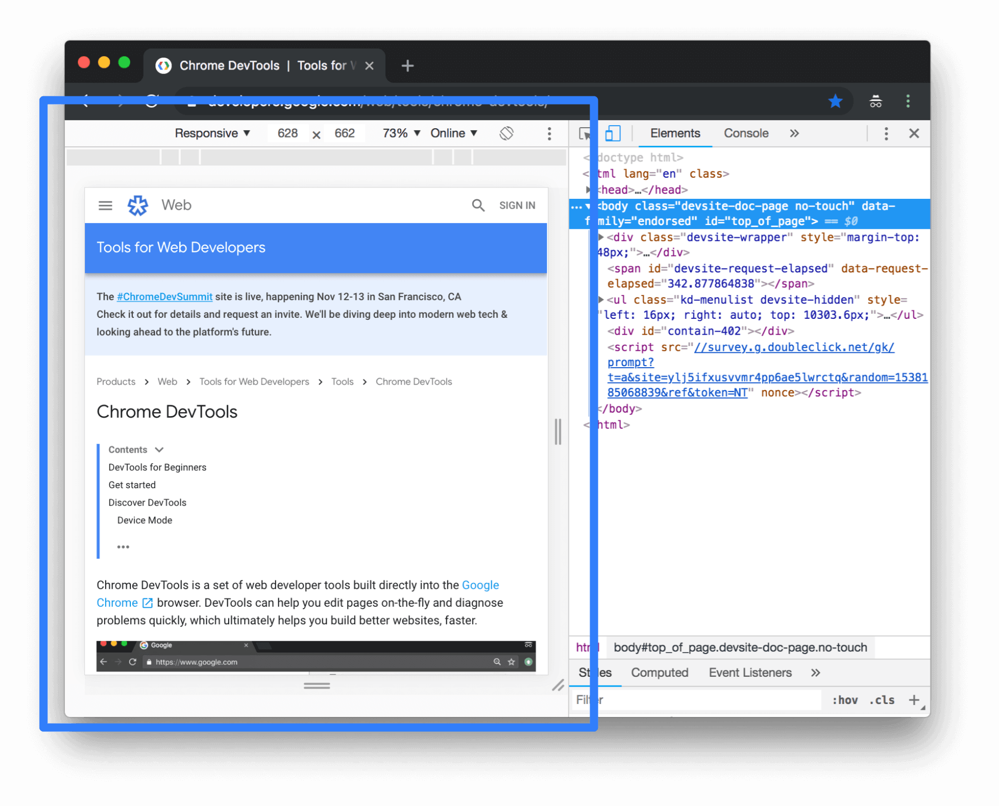 Chrome DevTools | Tools for
developers.google.com/web/tools/chrome-devtools/
Responsive ▼ 628 × 662 73% ▼ Online ▼
Web SIGN IN
Tools for Web Developers
The #ChromeDevSummit site is live, happening Nov 12-13 in San Francisco, CA
Check it out for details and request an invite. We'll be diving deep into modern web tech &
looking ahead to the platform's future.
Products > Web > Tools for Web Developers > Tools > Chrome DevTools
Chrome DevTools
Contents
DevTools for Beginners
Get started
Discover DevTools
Device Mode
•••
Chrome DevTools is a set of web developer tools built directly into the Google
Chrome browser. DevTools can help you edit pages on-the-fly and diagnose
problems quickly, which ultimately helps you build better websites, faster.
Google
https://www.google.com
Elements Console »
<!doctype html>
<html lang="en" class>
<head>…</head>
… <body class="devsite-doc-page no-touch" data-
family="endorsed" id="top_of_page"> == $0
<div class="devsite-wrapper" style="margin-top:
48px;">…</div>
<span id="devsite-request-elapsed" data-request-
elapsed="342.877864838"></span>
<ul class="kd-menulist devsite-hidden" style=
"left: 16px; right: auto; top: 10303.6px;">…</ul>
<div id="contain-402"></div>
<script src="//survey.g.doubleclick.net/gk/
prompt?
t=a&site=ylj5ifxusvvmr4pp6ae5lwrctq&random=15381
85068839&ref&token=NT" nonce></script>
</body>
</html>
html body#top_of_page.devsite-doc-page.no-touch
Styles Computed Event Listeners »
Filter :hov .cls +